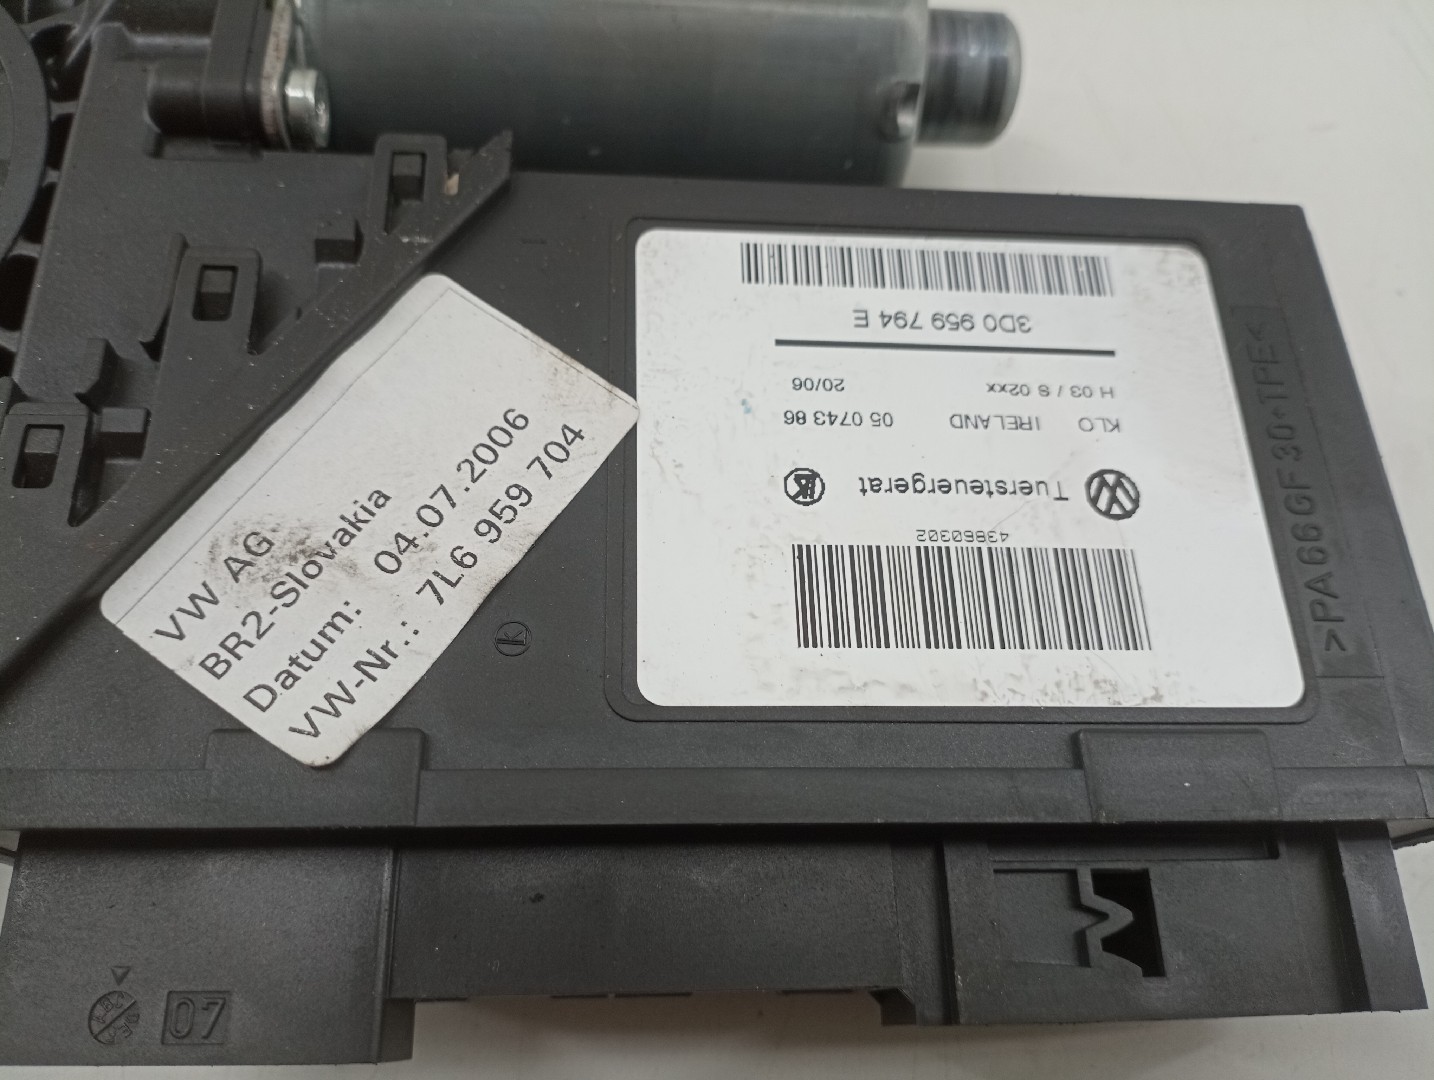 VW AG
BR2-Slovakia
Datum: 04.07.2006
VW-Nr.: 7L6 959 704
43860302
Tuersteuergerat
KLO IRELAND 05 0743 86
H 03 / S 02xx 20/06
3D0 959 794 E
>PA66GF30+TPE<
k
07